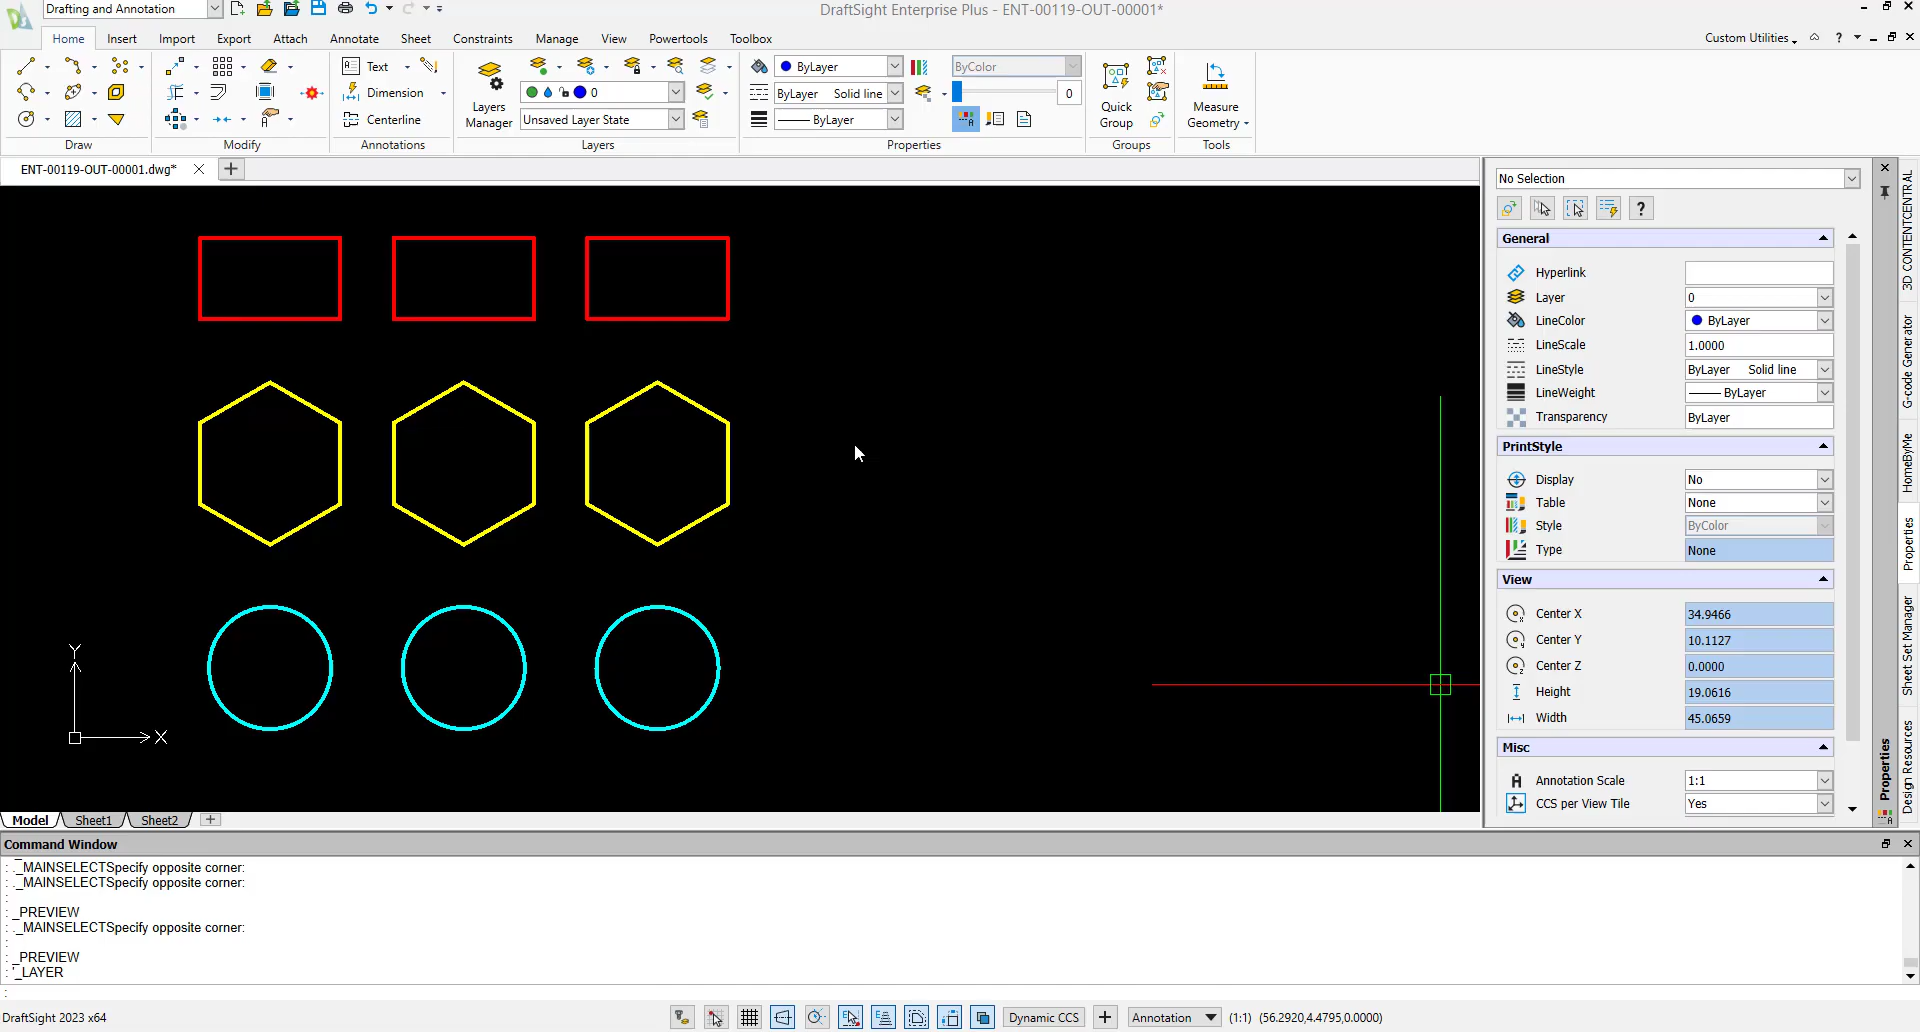 Drafting and Annotation
DraftSight Enterprise Plus - ENT-00119-OUT-00001*
Home Insert Import Export Attach Annotate Sheet Constraints Manage View Powertools Toolbox
Custom Utilities
?
Text
Dimension
Centerline
Layers
Manager
0
Unsaved Layer State
ByLayer
ByLayer Solid line
ByLayer
ByColor
0
Quick
Group
Measure
Geometry
Draw Modify Annotations Layers Properties Groups Tools
ENT-00119-OUT-00001.dwg*
Y
X
No Selection
?
General
Hyperlink
Layer 0
LineColor ByLayer
LineScale 1.0000
LineStyle ByLayer Solid line
LineWeight ByLayer
Transparency ByLayer
PrintStyle
Display No
Table None
Style ByColor
Type None
View
Center X 34.9466
Center Y 10.1127
Center Z 0.0000
Height 19.0616
Width 45.0659
Misc
Annotation Scale 1:1
CCS per View Tile Yes
Properties
3D CONTENTCENTRAL
G-code Generator
HomeByMe
Properties
Sheet Set Manager
Design Resources
Model Sheet1 Sheet2
Command Window
: ._MAINSELECTSpecify opposite corner:
: ._MAINSELECTSpecify opposite corner:
:
: _PREVIEW
: ._MAINSELECTSpecify opposite corner:
:
: _PREVIEW
: '_LAYER
:
DraftSight 2023 x64
Dynamic CCS
Annotation
(1:1) (56.2920,4.4795,0.0000)